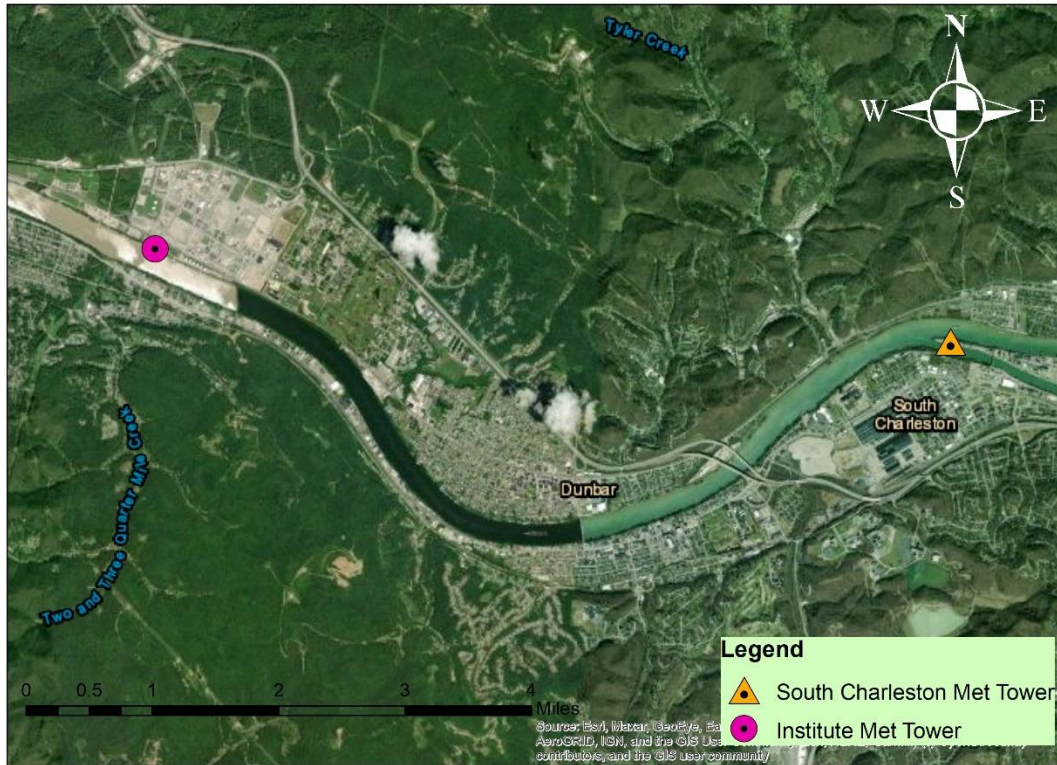 Tyler Creek
N
W
E
S
South
Charleston
Dunbar
Two and Three Quarter Mile Creek
Legend
South Charleston Met Tower
Institute Met Tower
0 0.5 1 2 3 4
Miles
Source: Esri, Maxar, GeoEye,
AeroGRID, IGN, and the GIS User
contributors, and the GIS user community